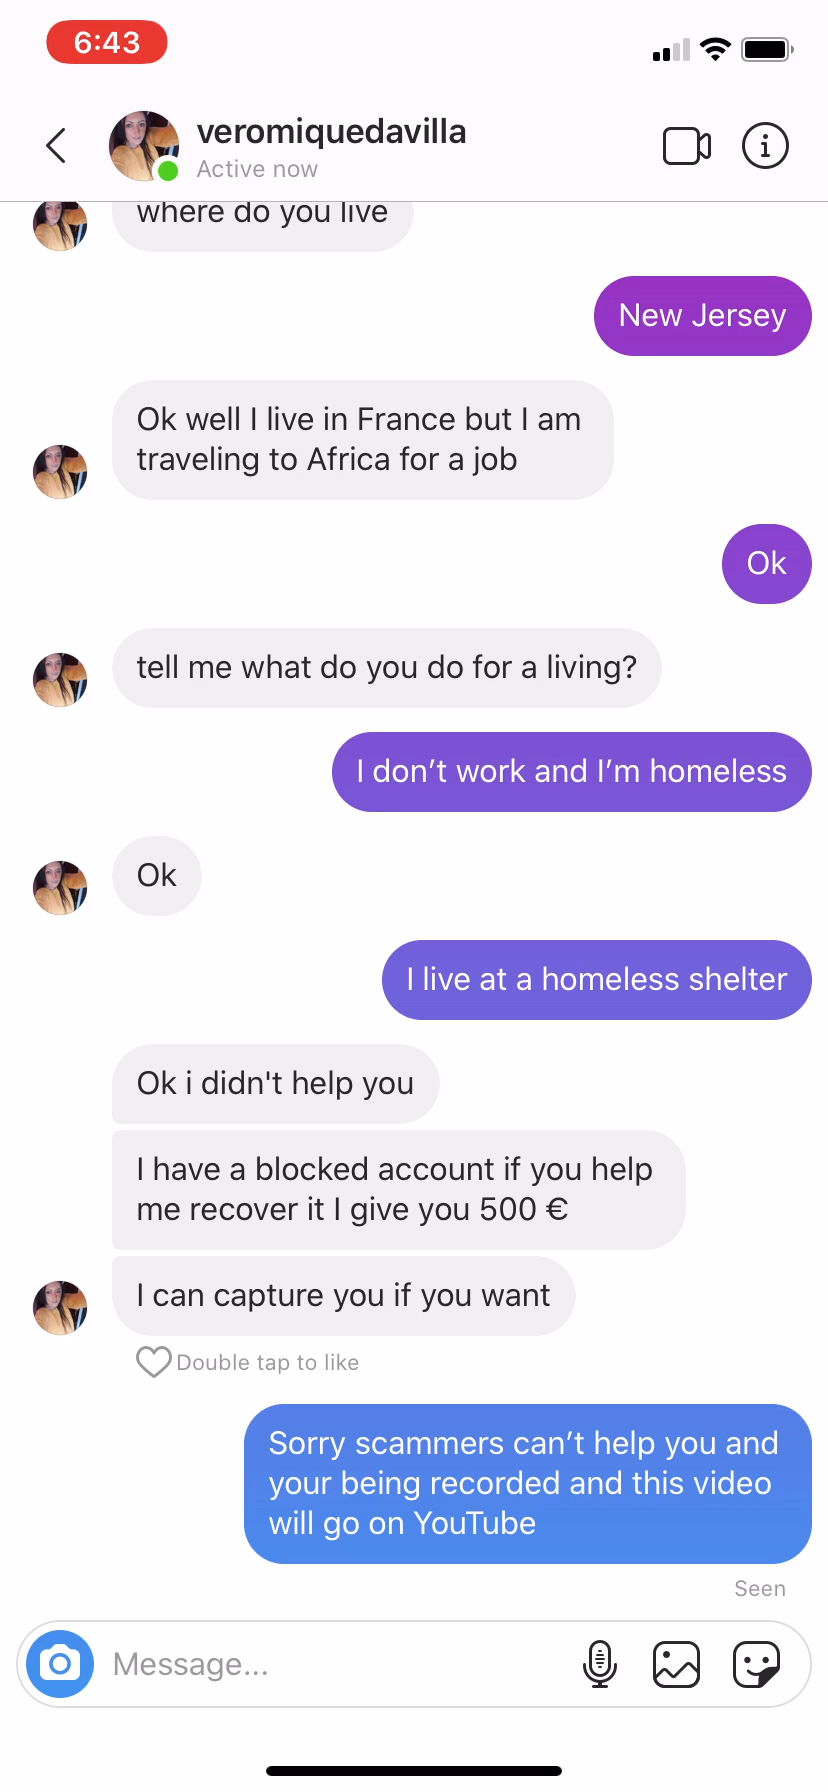 6:43
veromiquedavilla
Active now
where do you live
New Jersey
Ok well I live in France but I am
traveling to Africa for a job
Ok
tell me what do you do for a living?
I don’t work and I’m homeless
Ok
I live at a homeless shelter
Ok i didn't help you
I have a blocked account if you help
me recover it I give you 500 €
I can capture you if you want
Double tap to like
Sorry scammers can’t help you and
your being recorded and this video
will go on YouTube
Seen
Message...